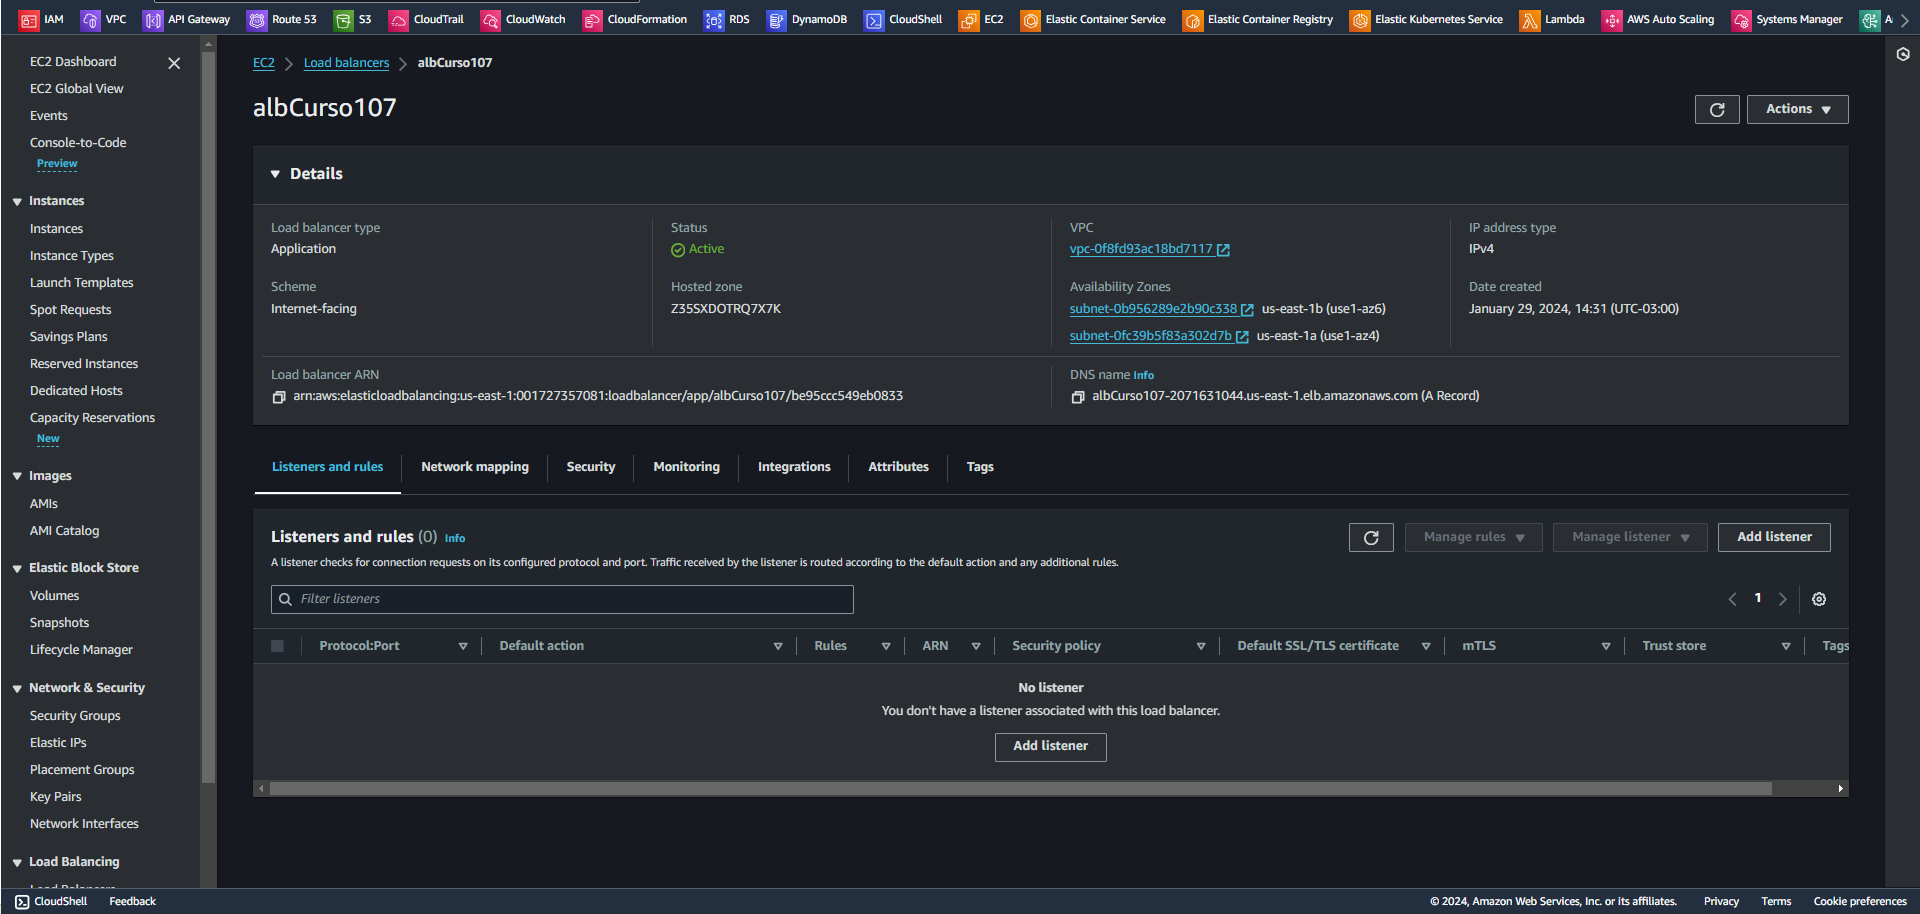 IAM VPC API Gateway Route 53 S3 CloudTrail CloudWatch CloudFormation RDS DynamoDB CloudShell EC2 Elastic Container Service Elastic Container Registry Elastic Kubernetes Service Lambda AWS Auto Scaling Systems Manager
EC2 Dashboard
EC2 Global View
Events
Console-to-Code
Preview
Instances
Instances
Instance Types
Launch Templates
Spot Requests
Savings Plans
Reserved Instances
Dedicated Hosts
Capacity Reservations
New
Images
AMIs
AMI Catalog
Elastic Block Store
Volumes
Snapshots
Lifecycle Manager
Network & Security
Security Groups
Elastic IPs
Placement Groups
Key Pairs
Network Interfaces
Load Balancing
Load Balancers
EC2 Load balancers albCurso107
albCurso107
Actions
Details
Load balancer type
Application
Status
Active
VPC
vpc-0f8fd93ac18bd7117
IP address type
IPv4
Scheme
Internet-facing
Hosted zone
Z35SXDOTRQ7X7K
Availability Zones
subnet-0b956289e2b90c338 us-east-1b (use1-az6)
subnet-0fc39b5f83a302d7b us-east-1a (use1-az4)
Date created
January 29, 2024, 14:31 (UTC-03:00)
Load balancer ARN
arn:aws:elasticloadbalancing:us-east-1:001727357081:loadbalancer/app/albCurso107/be95ccc549eb0833
DNS name Info
albCurso107-2071631044.us-east-1.elb.amazonaws.com (A Record)
Listeners and rules Network mapping Security Monitoring Integrations Attributes Tags
Listeners and rules (0) Info
Manage rules Manage listener Add listener
A listener checks for connection requests on its configured protocol and port. Traffic received by the listener is routed according to the default action and any additional rules.
Filter listeners
1
Protocol:Port Default action Rules ARN Security policy Default SSL/TLS certificate mTLS Trust store Tags
No listener
You don't have a listener associated with this load balancer.
Add listener
CloudShell Feedback © 2024, Amazon Web Services, Inc. or its affiliates. Privacy Terms Cookie preferences